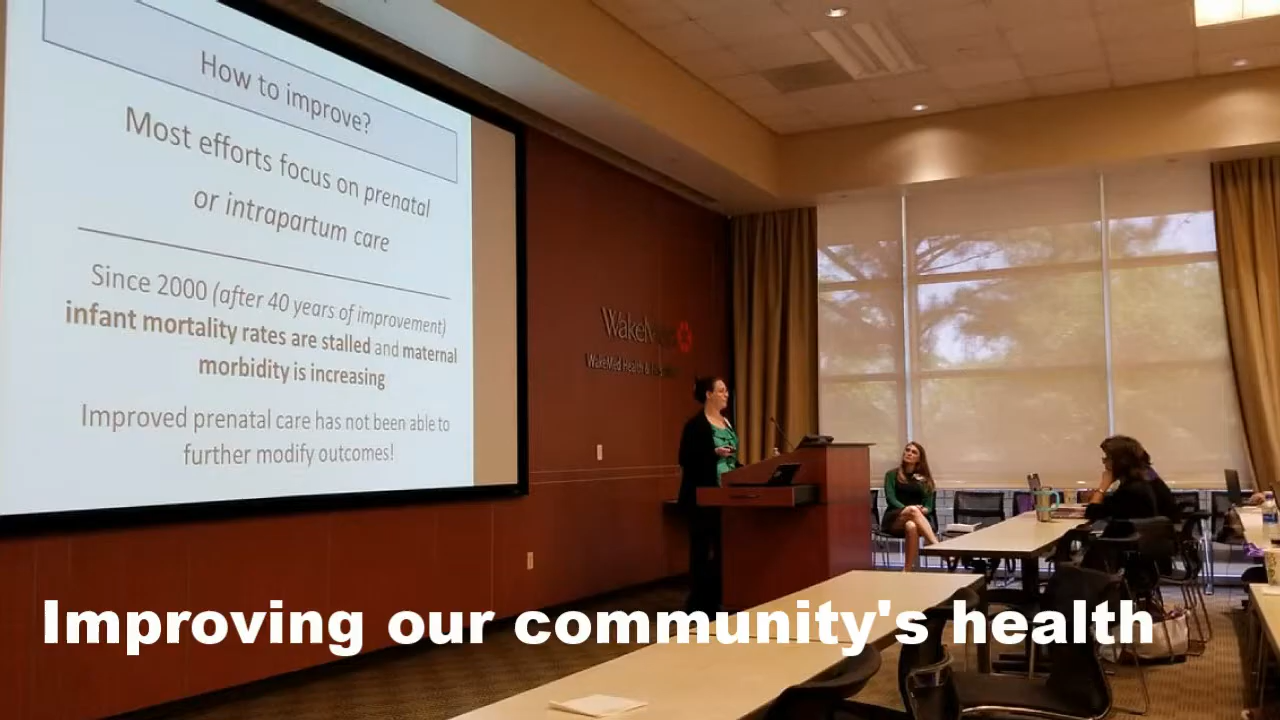 How to improve?
Most efforts focus on prenatal
or intrapartum care
Since 2000 (after 40 years of improvement)
infant mortality rates are stalled and maternal
morbidity is increasing
Improved prenatal care has not been able to
further modify outcomes!
WakeMed Health &
Improving our community's health